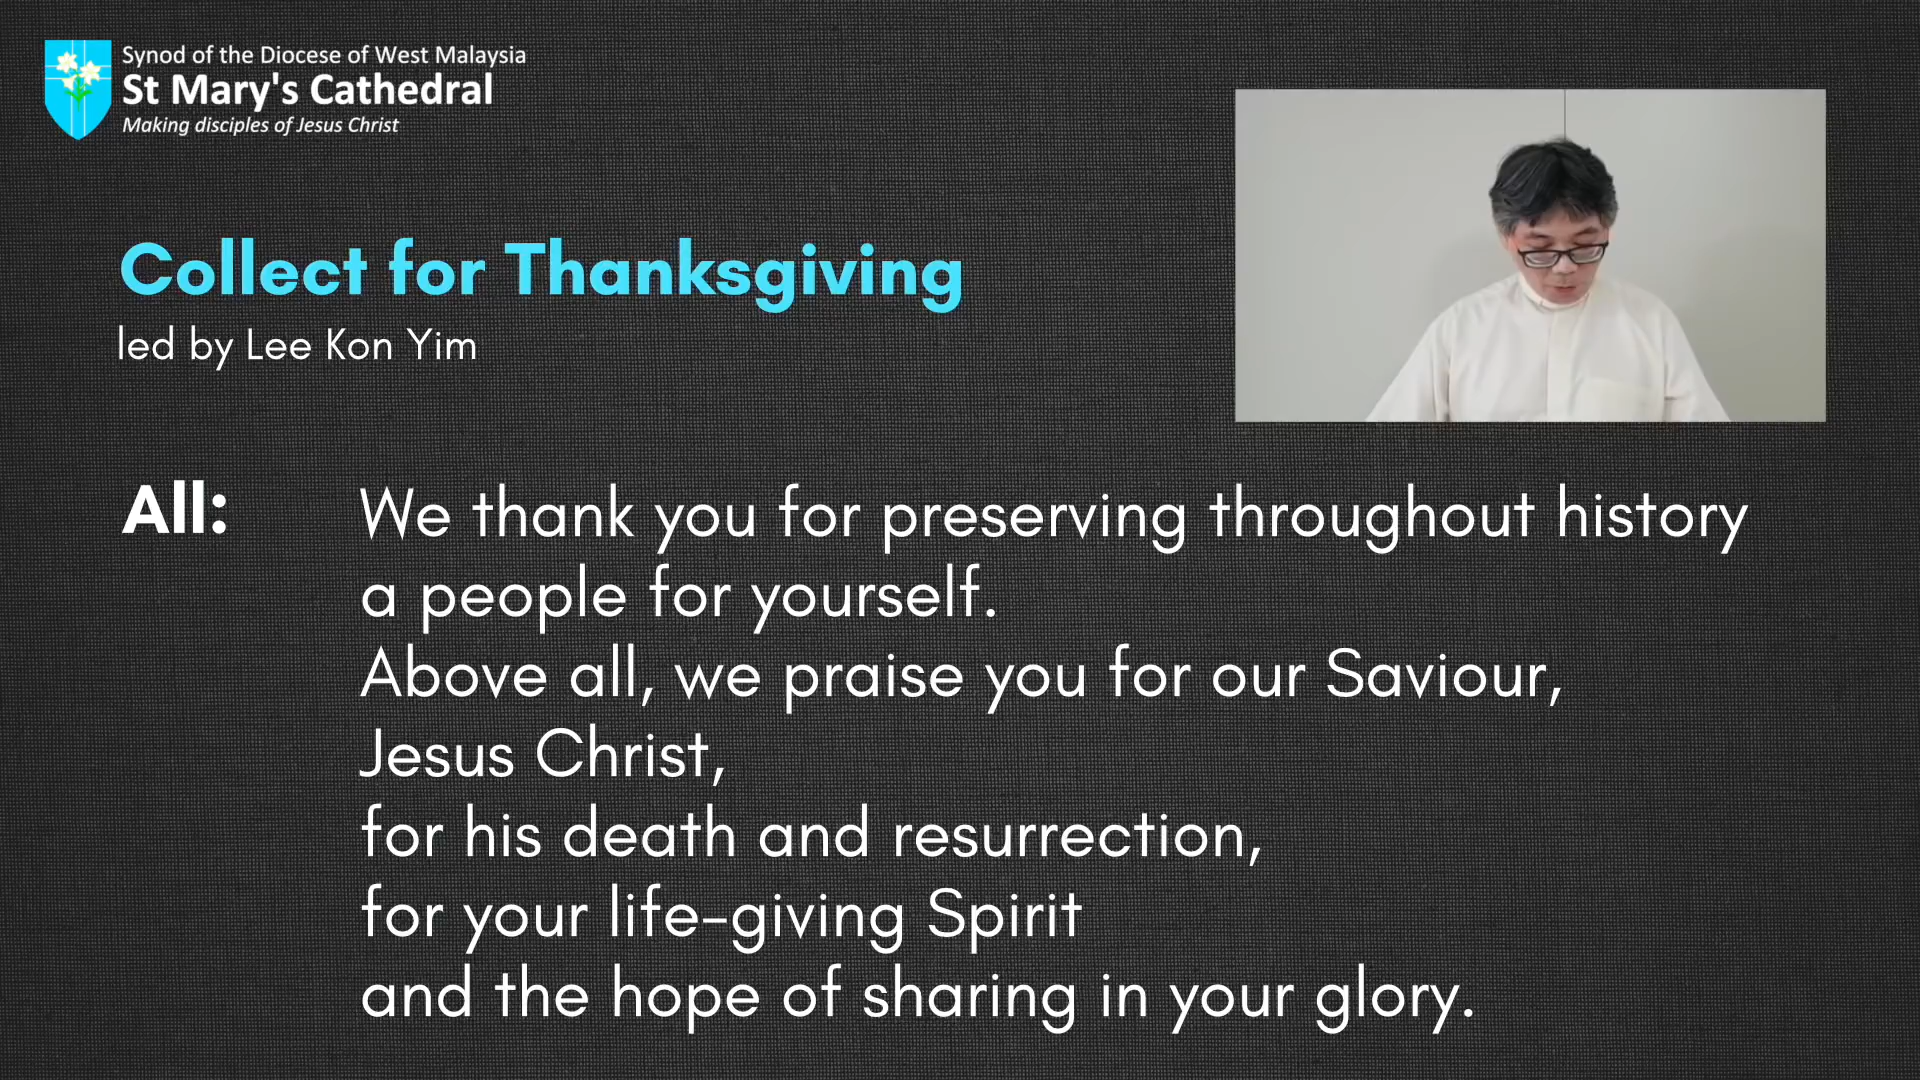 Synod of the Diocese of West Malaysia
St Mary's Cathedral
Making disciples of Jesus Christ
Collect for Thanksgiving
led by Lee Kon Yim
All: We thank you for preserving throughout history
a people for yourself.
Above all, we praise you for our Saviour,
Jesus Christ,
for his death and resurrection,
for your life-giving Spirit
and the hope of sharing in your glory.